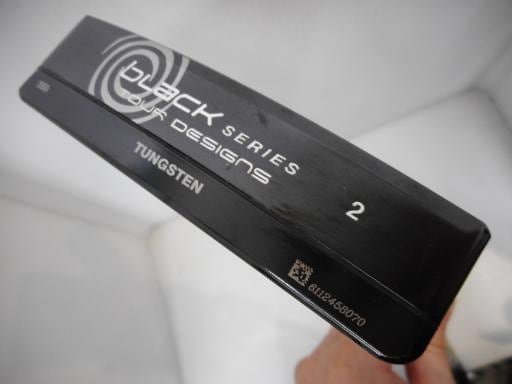 black SERIES
TOUR DESIGNS
2
TUNGSTEN
6112458070